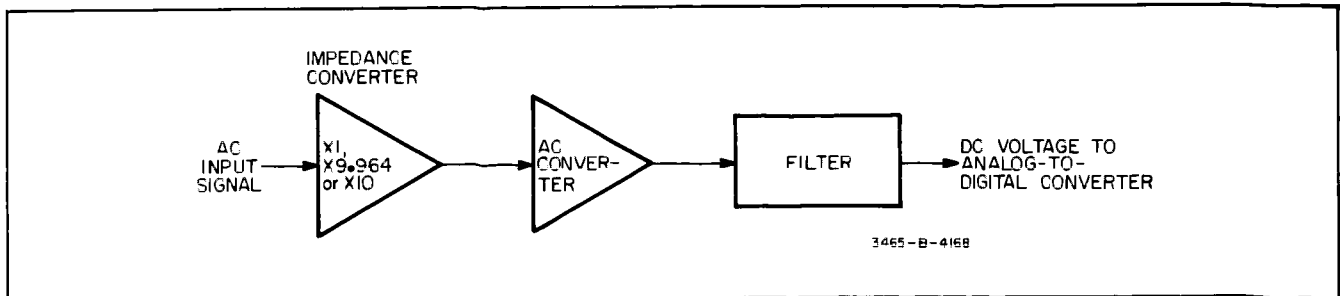 IMPEDANCE
CONVERTER
AC
INPUT
SIGNAL
X1,
X9.964
or X10
AC
CONVER-
TER
FILTER
DC VOLTAGE TO
ANALOG-TO-
DIGITAL CONVERTER
3465-B-4168